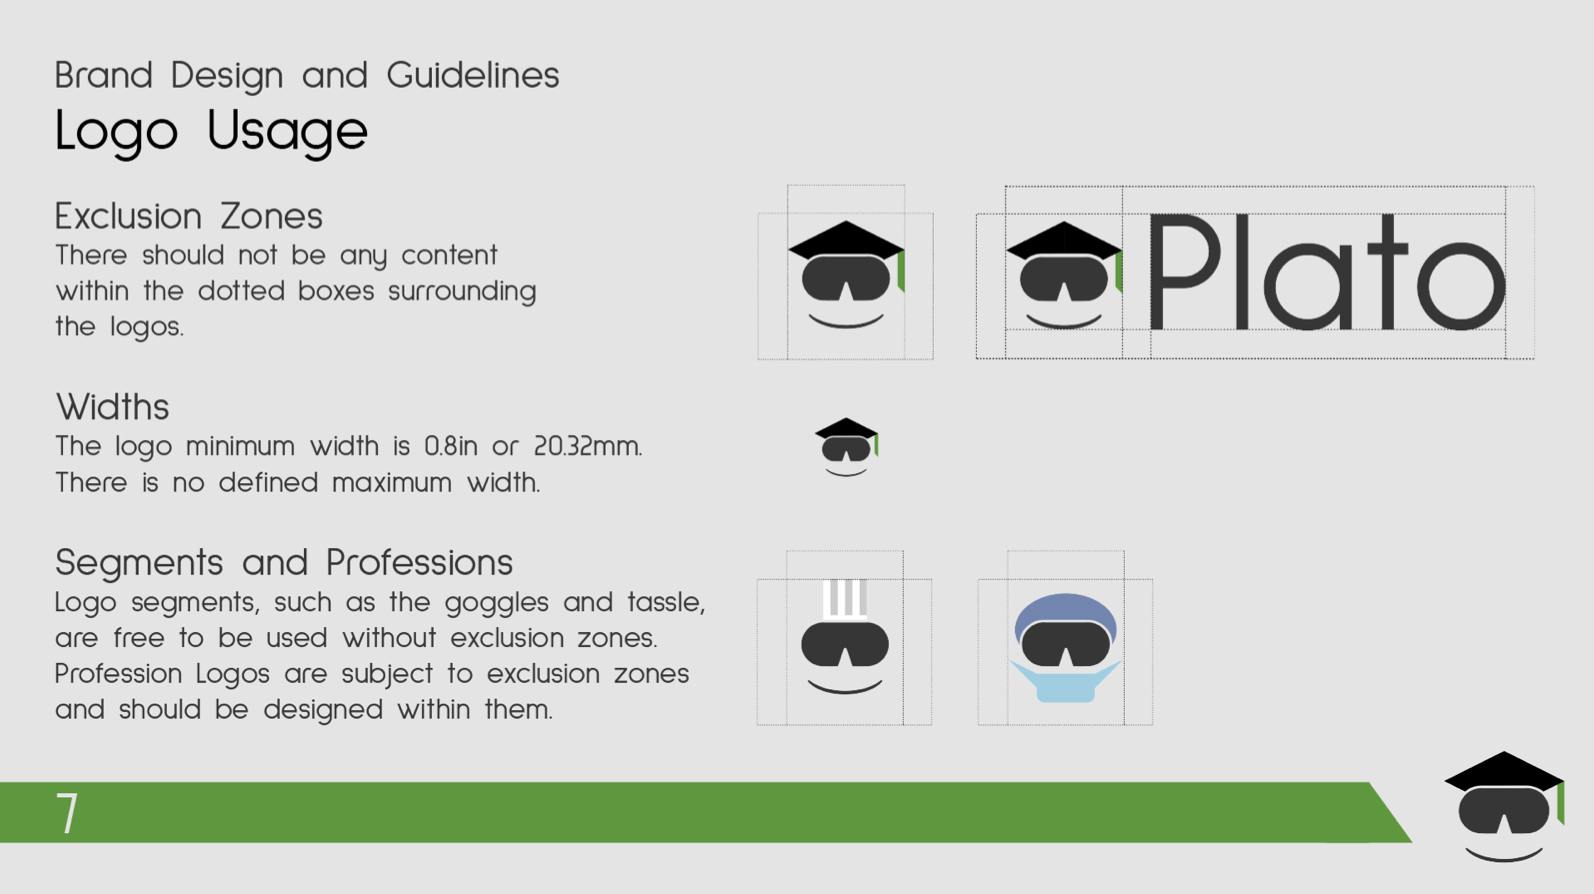 Brand Design and Guidelines
Logo Usage
Exclusion Zones
There should not be any content
within the dotted boxes surrounding
the logos.
Plato
Widths
The logo minimum width is 0.8in or 20.32mm.
There is no defined maximum width.
Segments and Professions
Logo segments, such as the goggles and tassle,
are free to be used without exclusion zones.
Profession Logos are subject to exclusion zones
and should be designed within them.
7